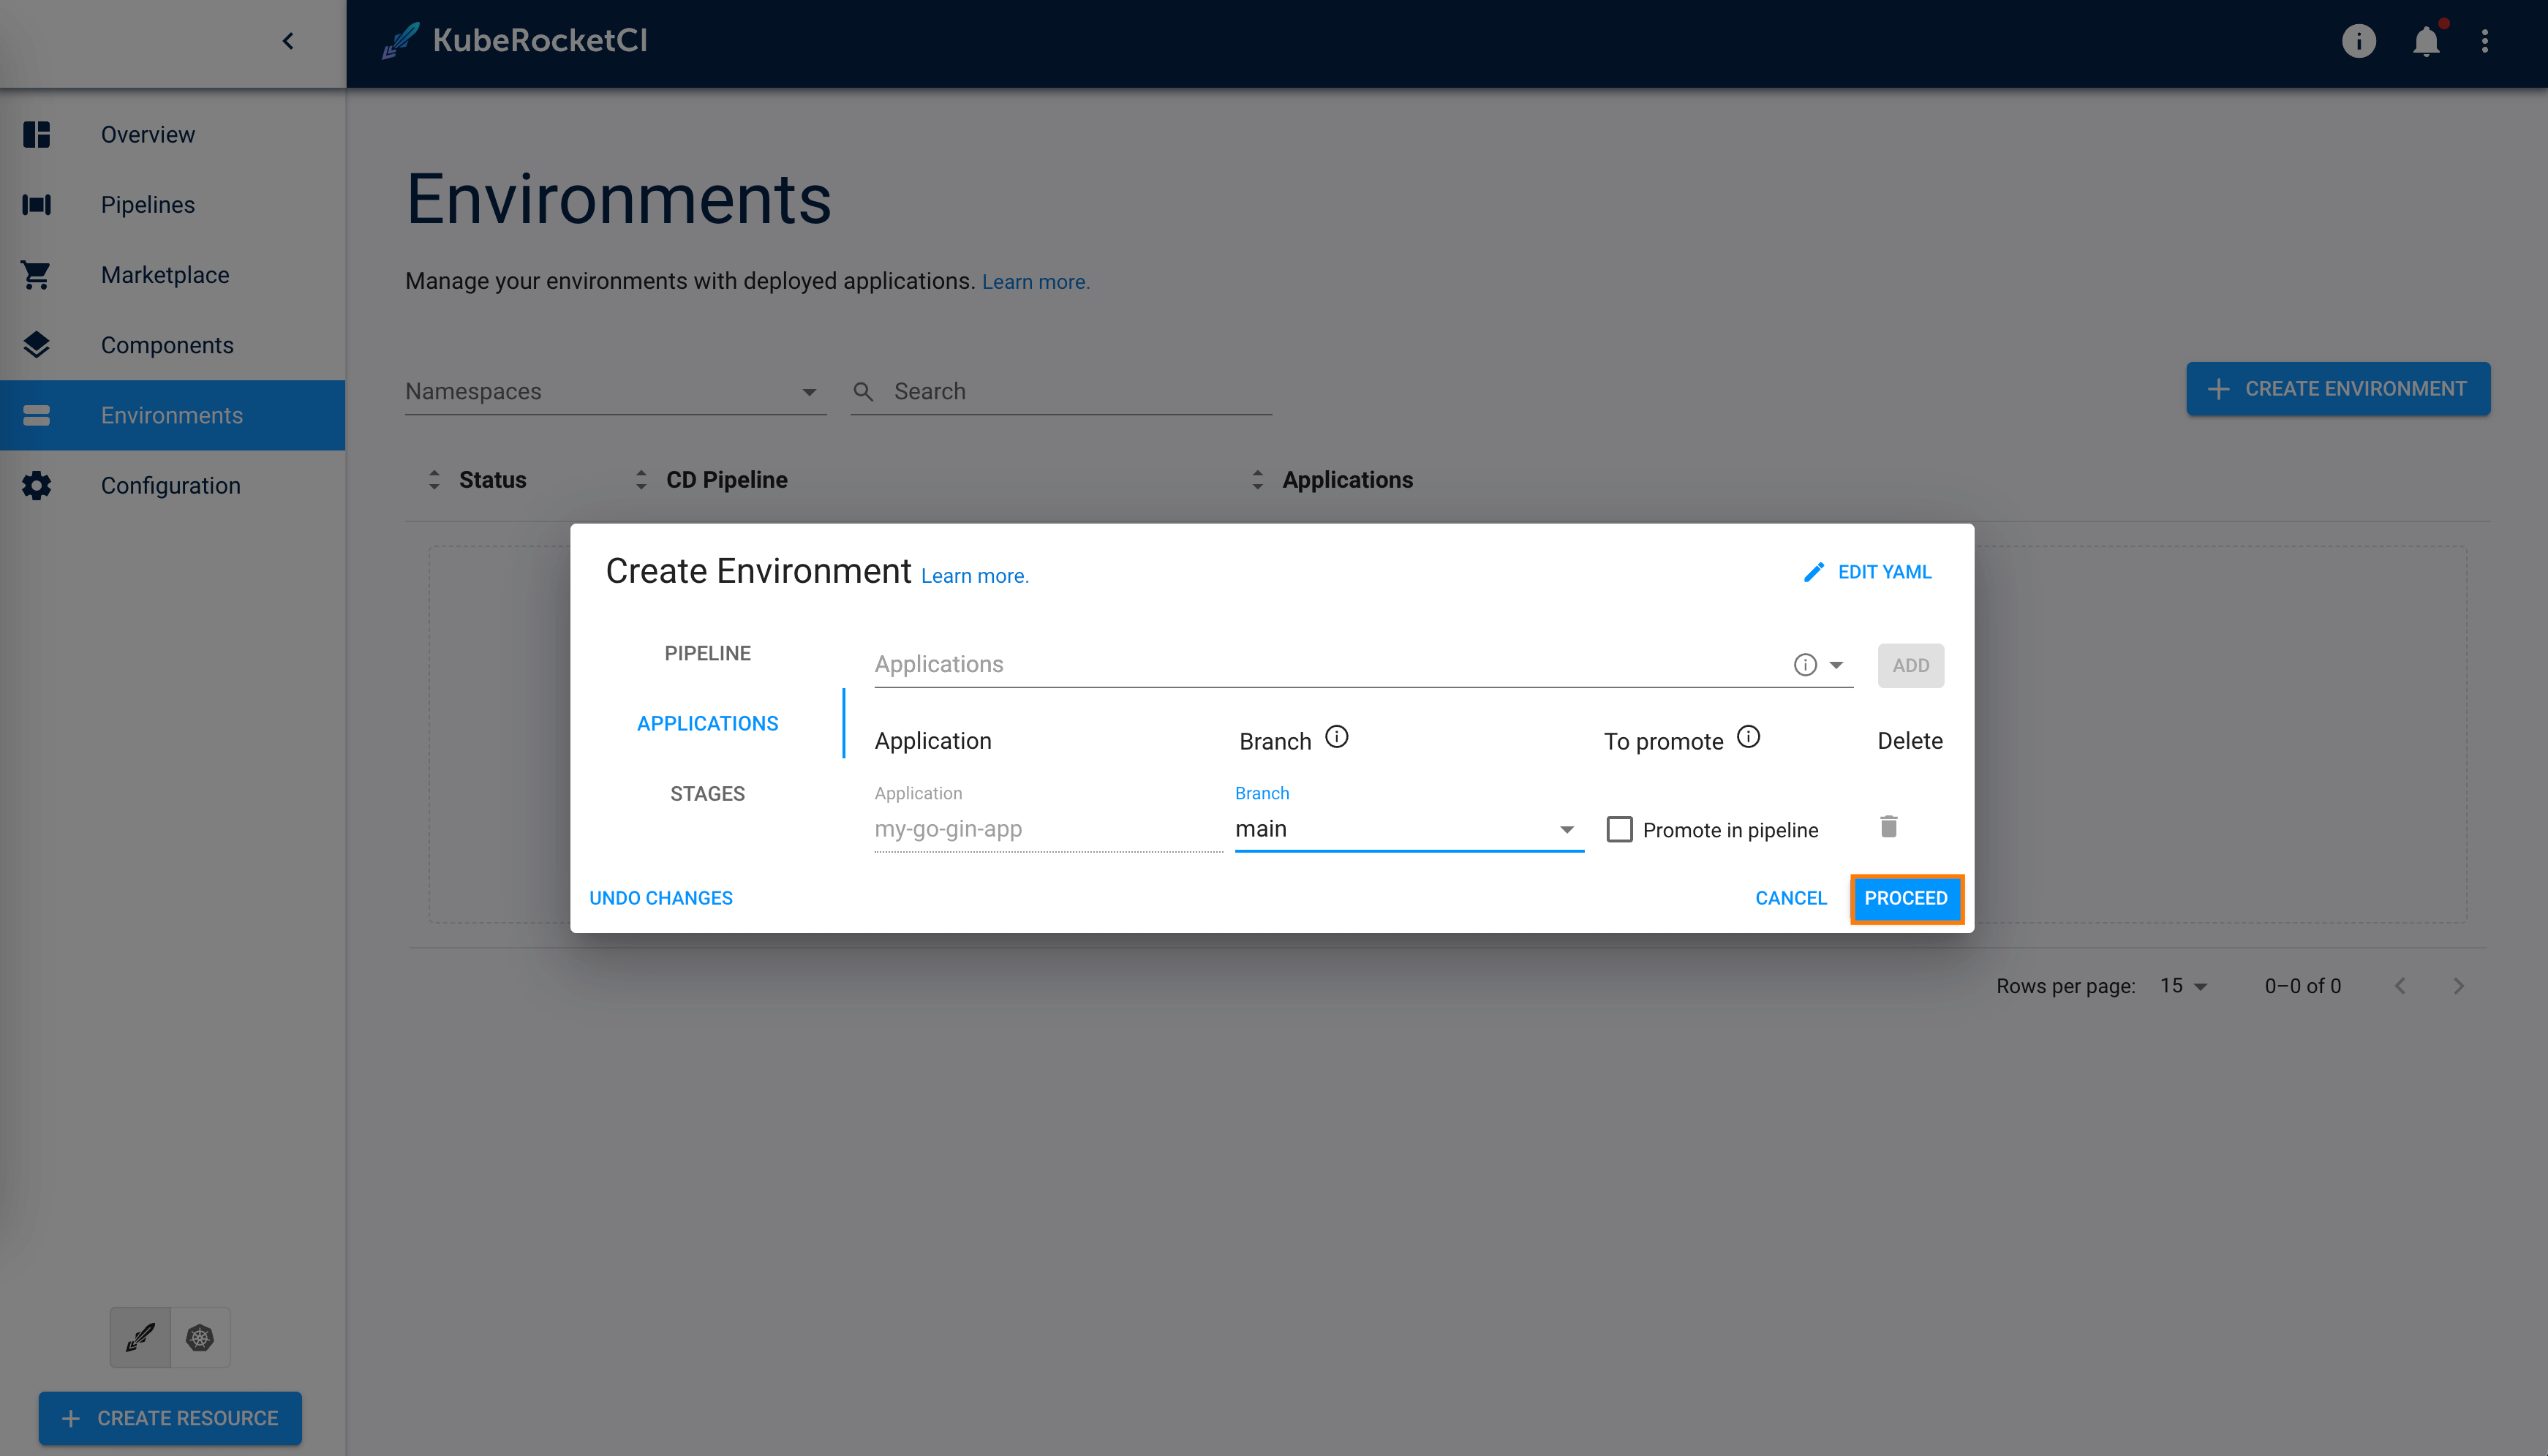 KubeRocketCI
Overview
Pipelines
Marketplace
Components
Environments
Configuration
CREATE RESOURCE
Environments
Manage your environments with deployed applications. Learn more.
Namespaces
Search
CREATE ENVIRONMENT
Status CD Pipeline Applications
Create Environment Learn more.
EDIT YAML
PIPELINE
APPLICATIONS
STAGES
Applications
ADD
Application Branch To promote Delete
Application Branch
my-go-gin-app main Promote in pipeline
UNDO CHANGES CANCEL PROCEED
Rows per page: 15 0–0 of 0